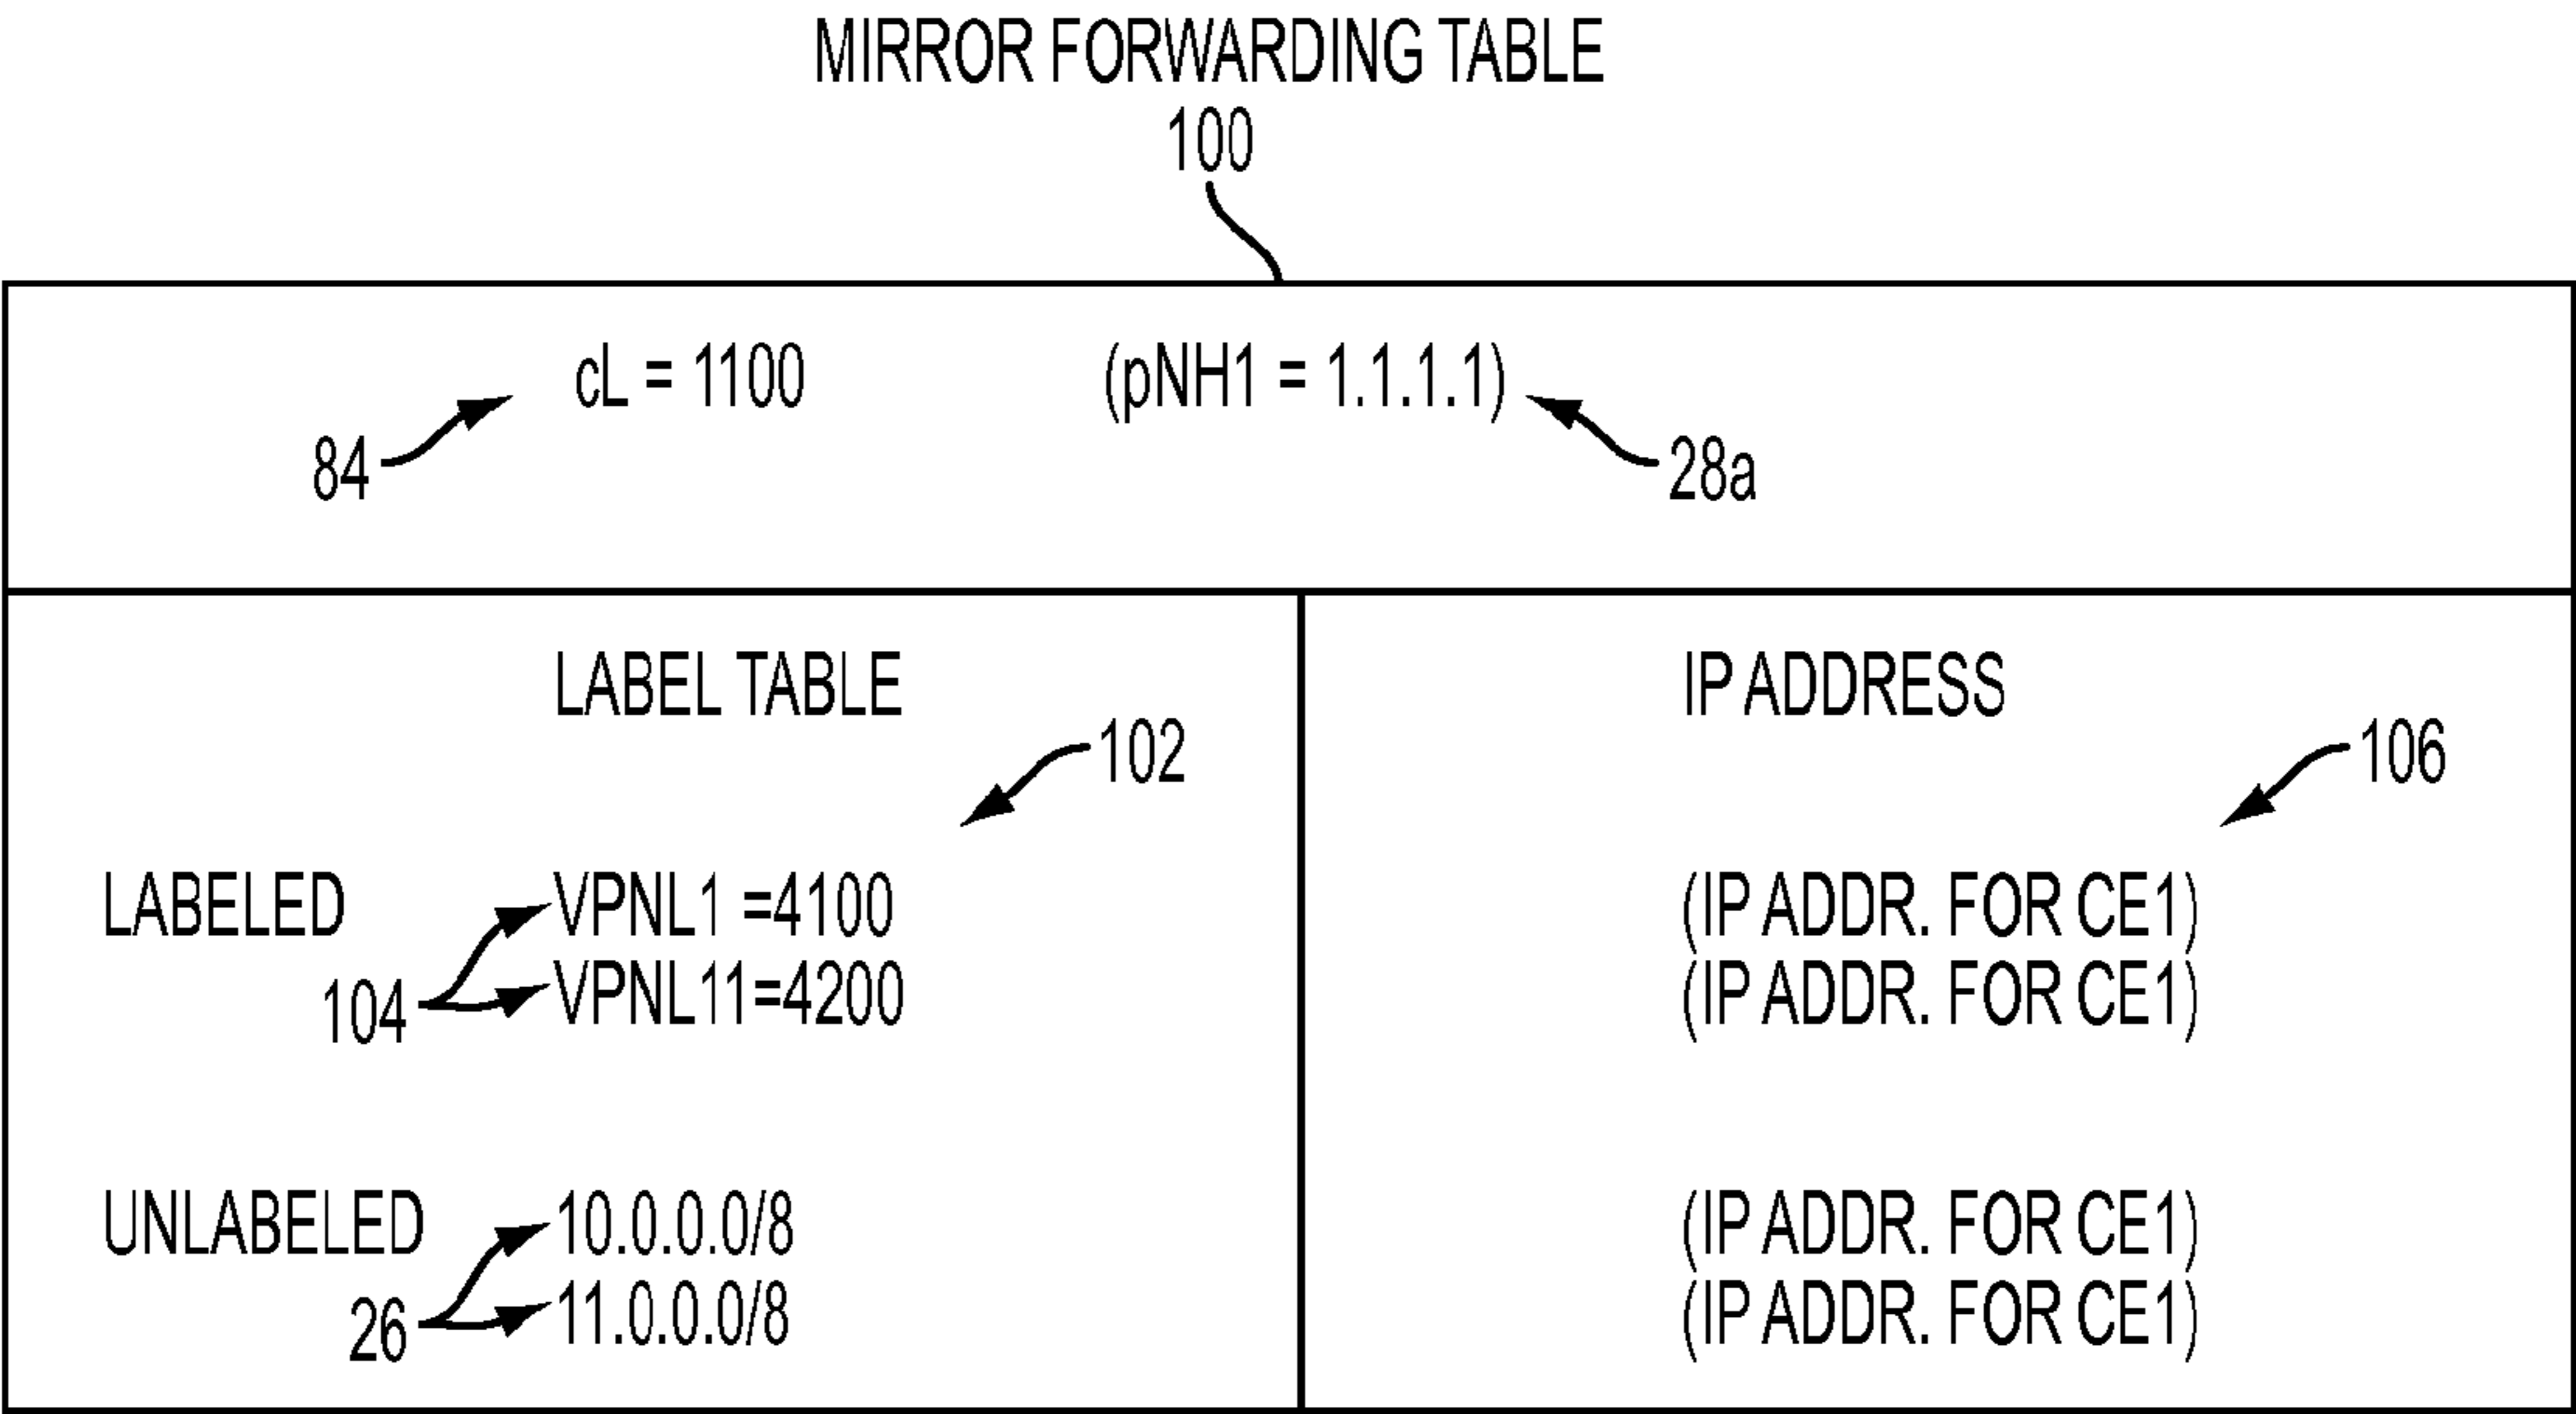 MIRROR FORWARDING TABLE
100
cL = 1100 (pNH1 = 1.1.1.1)
84 28a
LABEL TABLE IP ADDRESS
102 106
LABELED VPNL1 =4100 (IP ADDR. FOR CE1)
104 VPNL11=4200 (IP ADDR. FOR CE1)
UNLABELED 10.0.0.0/8 (IP ADDR. FOR CE1)
26 11.0.0.0/8 (IP ADDR. FOR CE1)